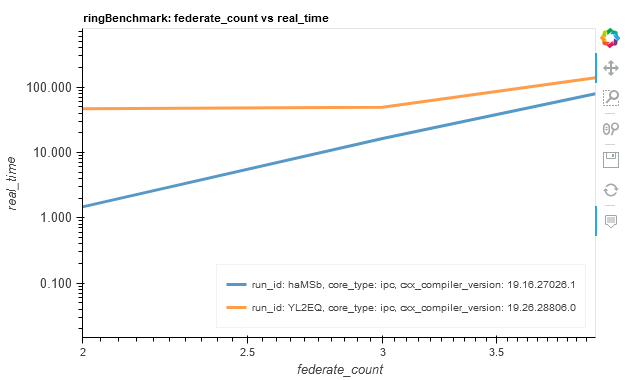 ringBenchmark: federate_count vs real_time
real_time
100.000
10.000
1.000
0.100
run_id: haMSb, core_type: ipc, cxx_compiler_version: 19.16.27026.1
run_id: YL2EQ, core_type: ipc, cxx_compiler_version: 19.26.28806.0
2
2.5
3
3.5
federate_count